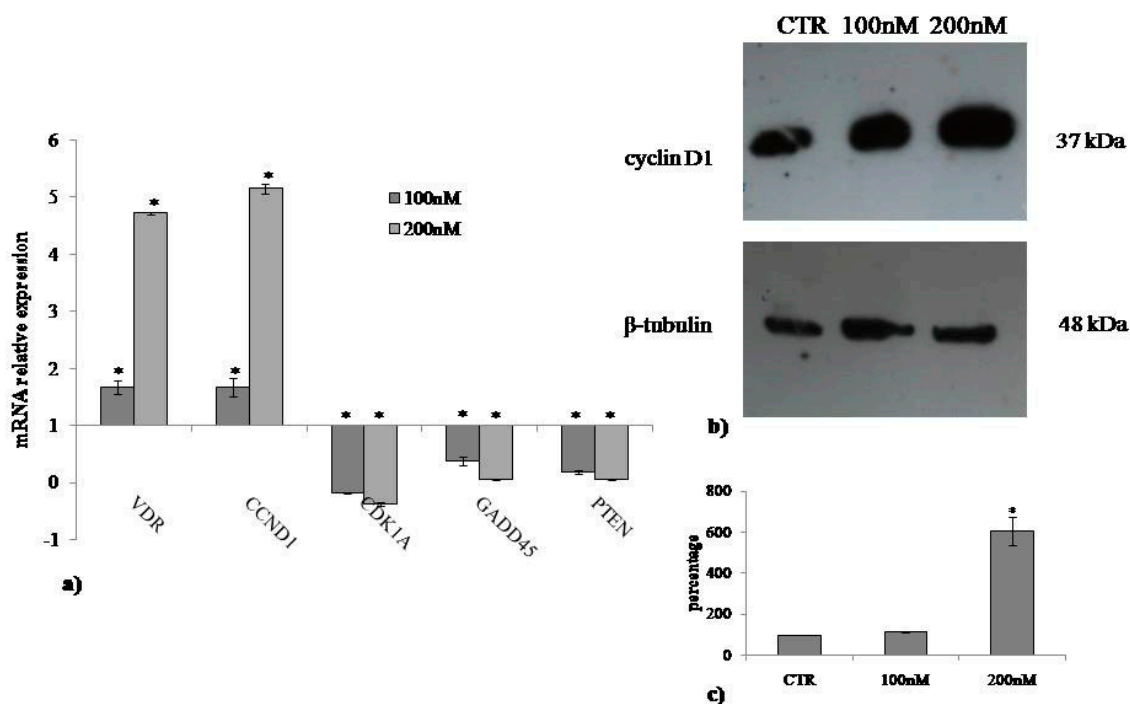 6
5
4
3
2
1
0
-1
mRNA relative expression
* * * * * * * * * *
100nM
200nM
VDR
CCND1
CDK1A
GADD45
PTEN
a)
CTR 100nM 200nM
cyclin D1
37 kDa
β-tubulin
48 kDa
b)
800
600
400
200
0
percentage
*
CTR
100nM
200nM
c)